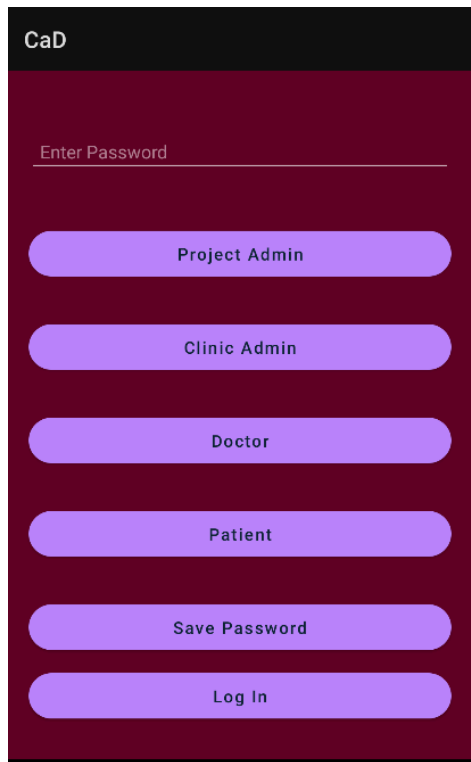 CaD
Enter Password
Project Admin
Clinic Admin
Doctor
Patient
Save Password
Log In